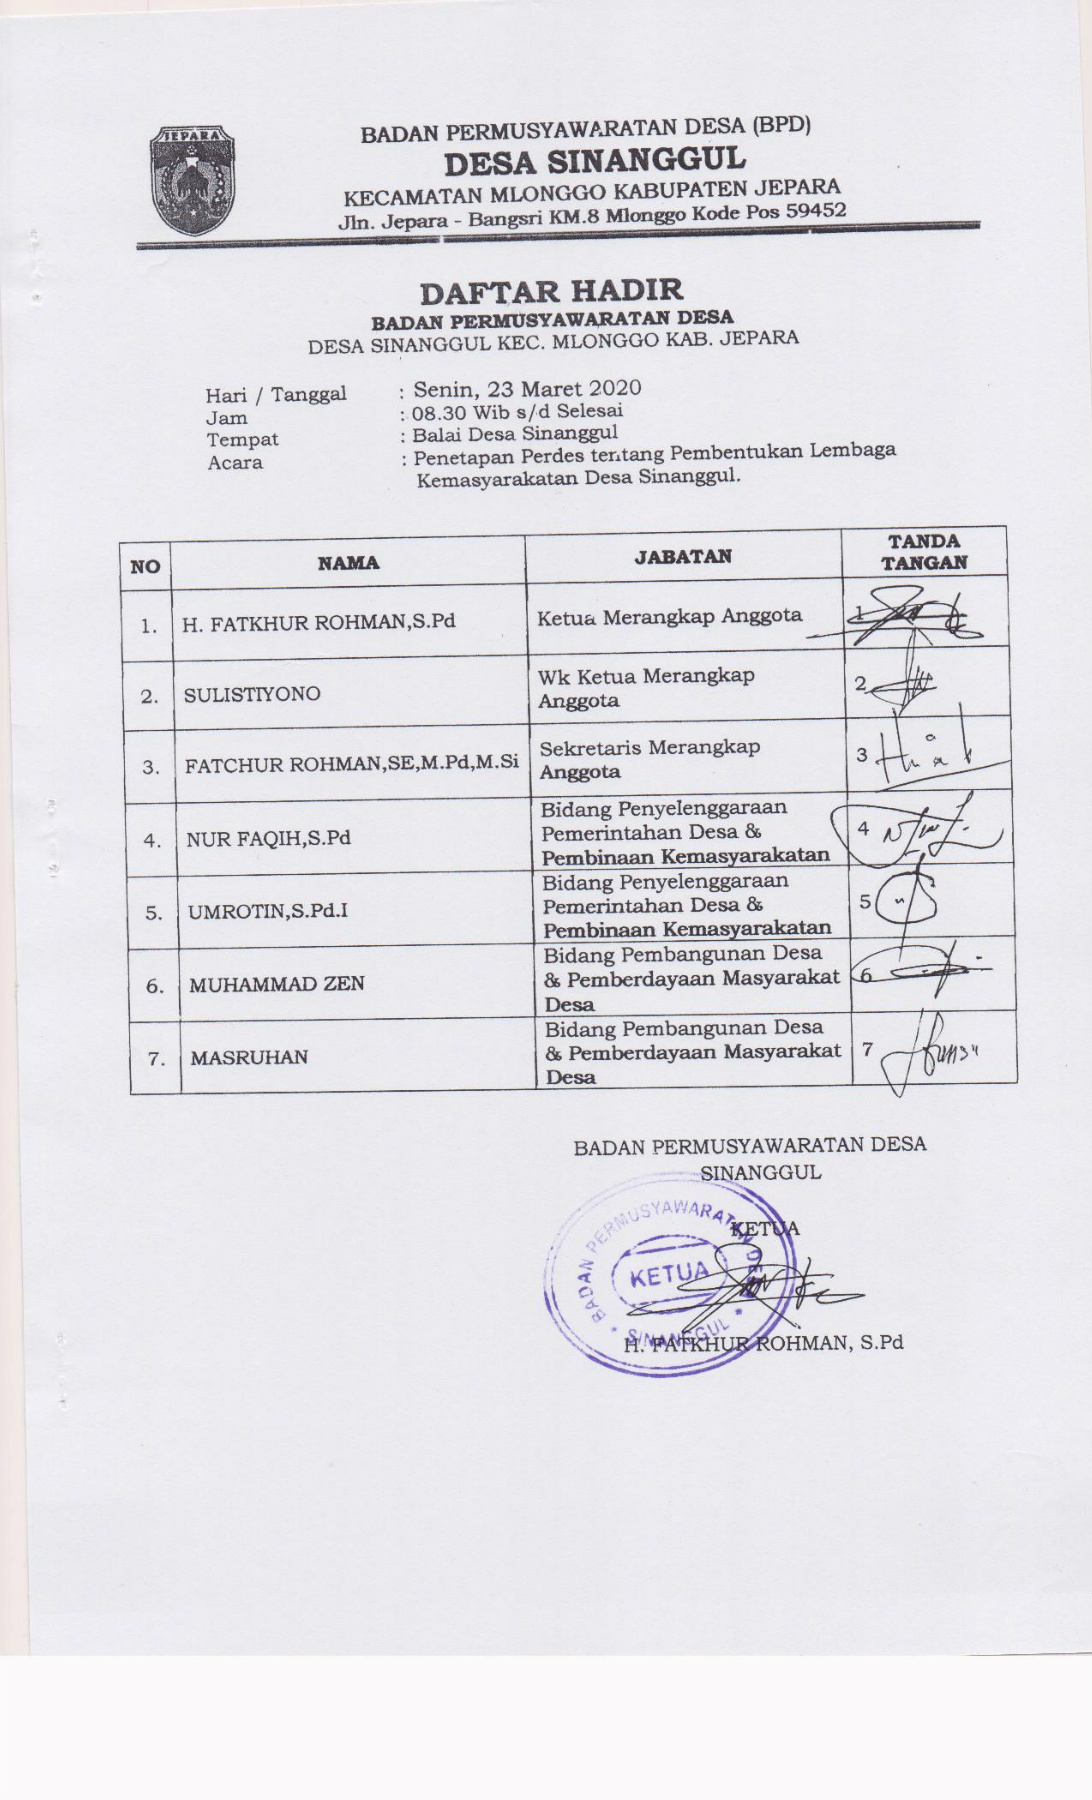 JEPARA
BADAN PERMUSYAWARATAN DESA (BPD)
DESA SINANGGUL
KECAMATAN MLONGGO KABUPATEN JEPARA
Jln. Jepara - Bangsri KM.8 Mlonggo Kode Pos 59452
DAFTAR HADIR
BADAN PERMUSYAWARATAN DESA
DESA SINANGGUL KEC. MLONGGO KAB. JEPARA
Hari / Tanggal : Senin, 23 Maret 2020
Jam : 08.30 Wib s/d Selesai
Tempat : Balai Desa Sinanggul
Acara : Penetapan Perdes tentang Pembentukan Lembaga
Kemasyarakatan Desa Sinanggul.
NO NAMA JABATAN TANDA
TANGAN
1. H. FATKHUR ROHMAN,S.Pd Ketua Merangkap Anggota 1
2. SULISTIYONO Wk Ketua Merangkap
Anggota 2
3. FATCHUR ROHMAN,SE,M.Pd,M.Si Sekretaris Merangkap
Anggota 3
4. NUR FAQIH,S.Pd Bidang Penyelenggaraan
Pemerintahan Desa & 4
Pembinaan Kemasyarakatan
5. UMROTIN,S.Pd.I Bidang Penyelenggaraan
Pemerintahan Desa & 5
Pembinaan Kemasyarakatan
6. MUHAMMAD ZEN Bidang Pembangunan Desa
& Pemberdayaan Masyarakat 6
Desa
7. MASRUHAN Bidang Pembangunan Desa
& Pemberdayaan Masyarakat 7
Desa
BADAN PERMUSYAWARATAN DESA
SINANGGUL
KETUA
BADAN PERMUSYAWARATAN DESA
KETUA
* SINANGGUL *
H. FATKHUR ROHMAN, S.Pd